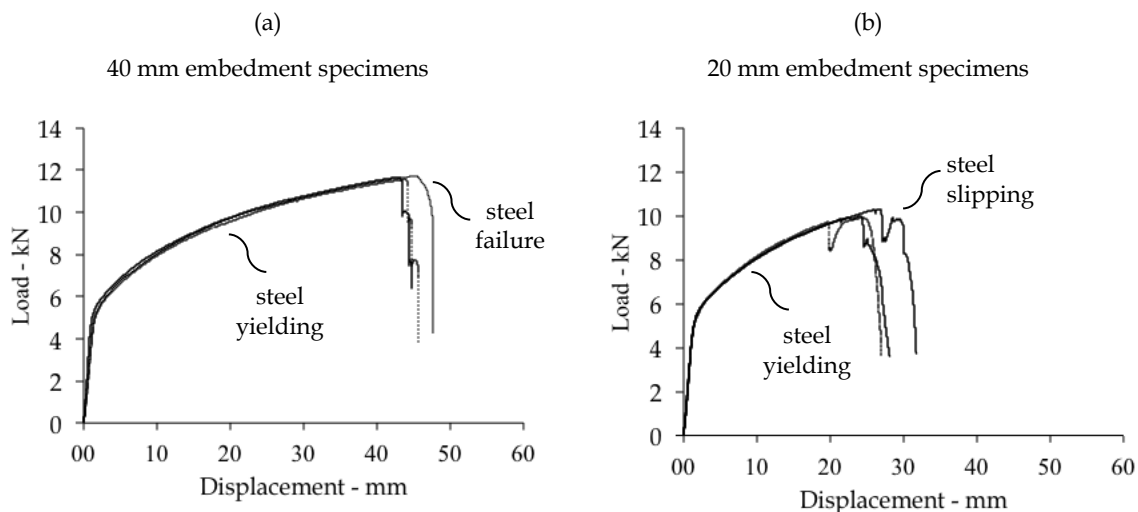 (a)
40 mm embedment specimens
14
12
10
8
6
4
2
0
00 10 20 30 40 50 60
Load - kN
Displacement - mm
steel
failure
steel
yielding
(b)
20 mm embedment specimens
14
12
10
8
6
4
2
0
00 10 20 30 40 50 60
Load - kN
Displacement - mm
steel
slipping
steel
yielding